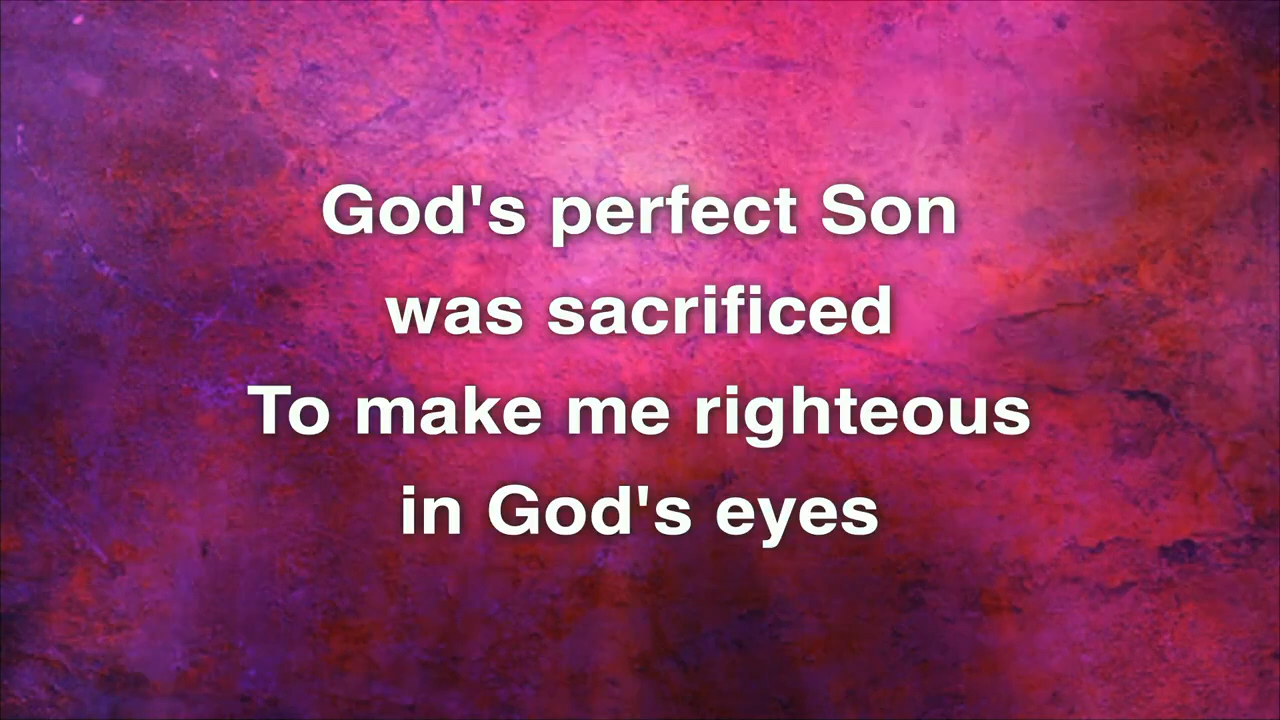 God's perfect Son
was sacrificed
To make me righteous
in God's eyes